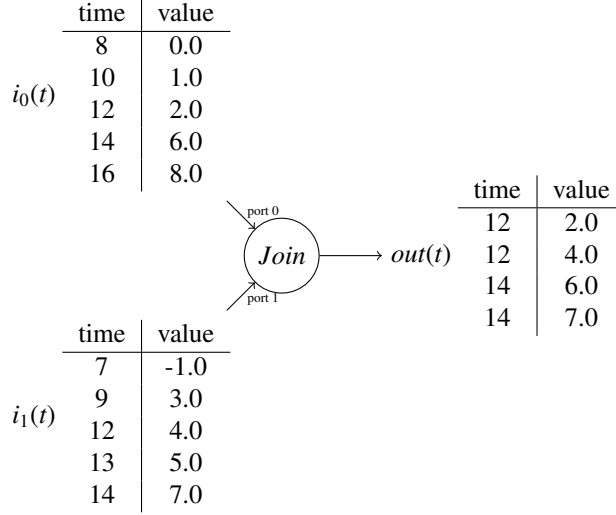 time value
8 0.0
10 1.0
i₀(t)
12 2.0
14 6.0
16 8.0
port 0
Join
port 1
out(t)
time value
12 2.0
12 4.0
14 6.0
14 7.0
time value
7 -1.0
9 3.0
i₁(t)
12 4.0
13 5.0
14 7.0